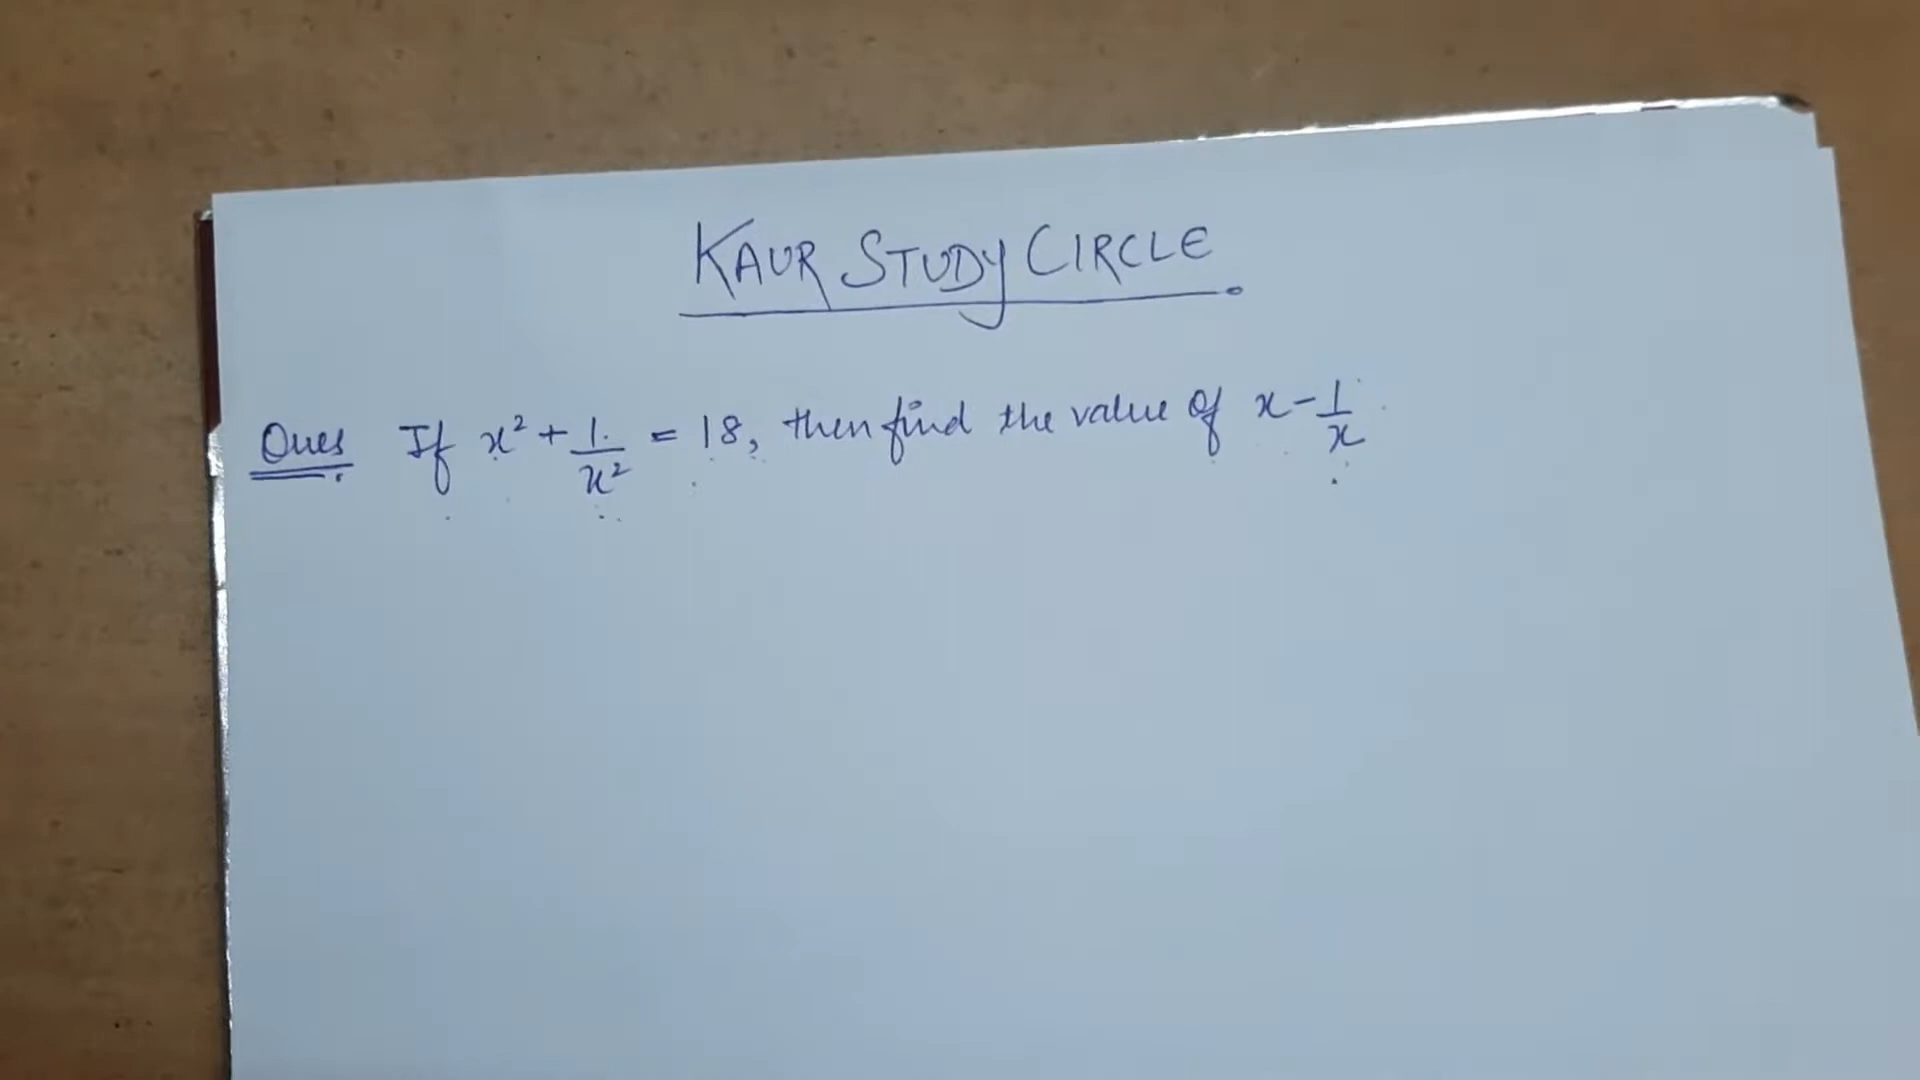 KAUR STUDY CIRCLE
Ques If x² + 1/x² = 18, then find the value of x - 1/x